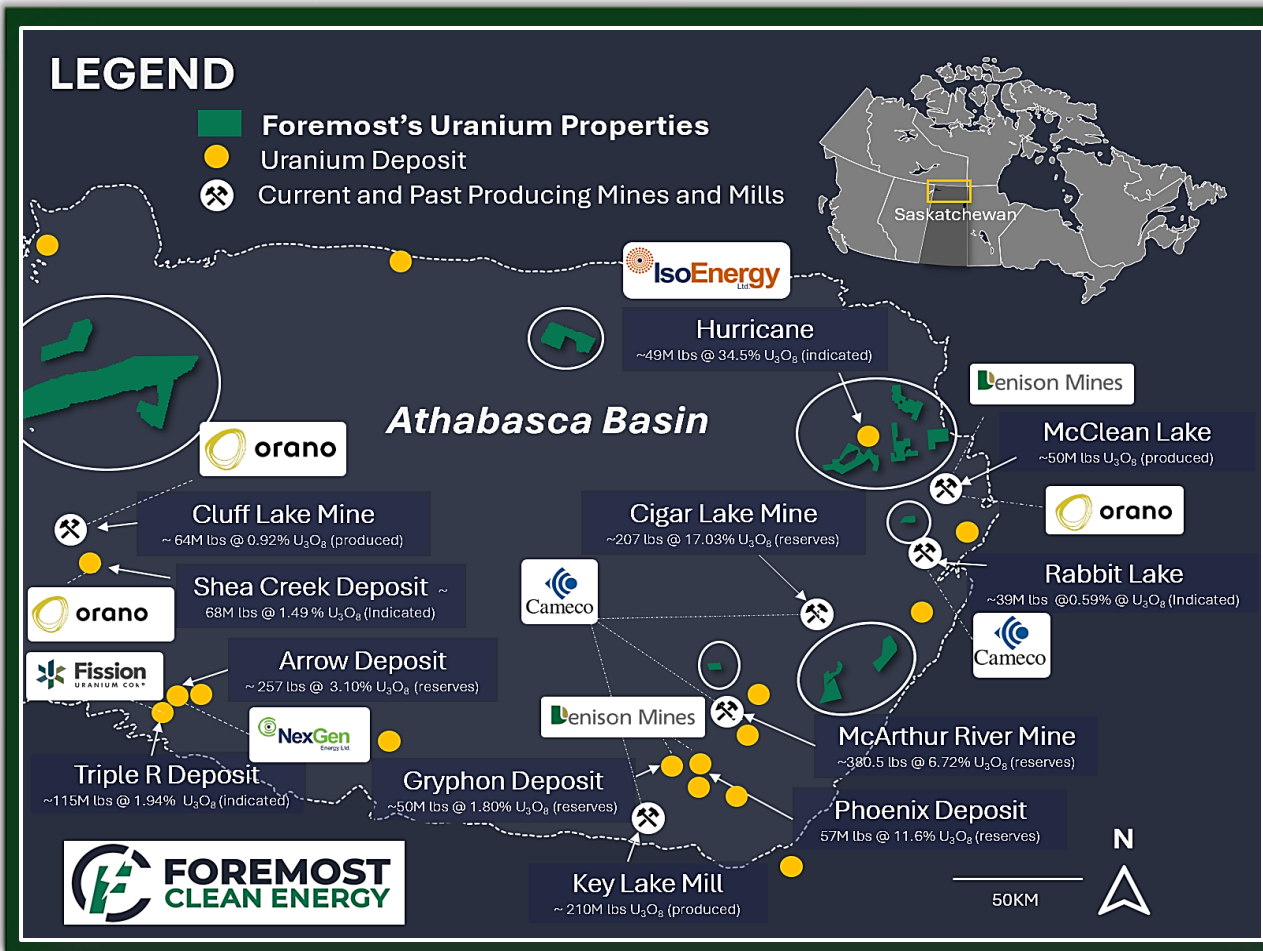 LEGEND
Foremost's Uranium Properties
Uranium Deposit
Current and Past Producing Mines and Mills
Saskatchewan
IsoEnergy
Ltd.
Hurricane
~49M lbs @ 34.5% U₃O₈ (indicated)
Denison Mines
Athabasca Basin
McClean Lake
~50M lbs U₃O₈ (produced)
orano
Cluff Lake Mine
~ 64M lbs @ 0.92% U₃O₈ (produced)
Cigar Lake Mine
~207 lbs @ 17.03% U₃O₈ (reserves)
orano
Shea Creek Deposit ~
68M lbs @ 1.49 % U₃O₈ (Indicated)
Rabbit Lake
~39M lbs @0.59% @ U₃O₈ (Indicated)
orano
Cameco
Cameco
Fission
URANIUM CORP
Arrow Deposit
~ 257 lbs @ 3.10% U₃O₈ (reserves)
NexGen
Energy Ltd.
Denison Mines
McArthur River Mine
~380.5 lbs @ 6.72% U₃O₈ (reserves)
Triple R Deposit
~115M lbs @ 1.94% U₃O₈ (indicated)
Gryphon Deposit
~50M lbs @ 1.80% U₃O₈ (reserves)
Phoenix Deposit
57M lbs @ 11.6% U₃O₈ (reserves)
Key Lake Mill
~ 210M lbs U₃O₈ (produced)
FOREMOST
CLEAN ENERGY
50KM
N